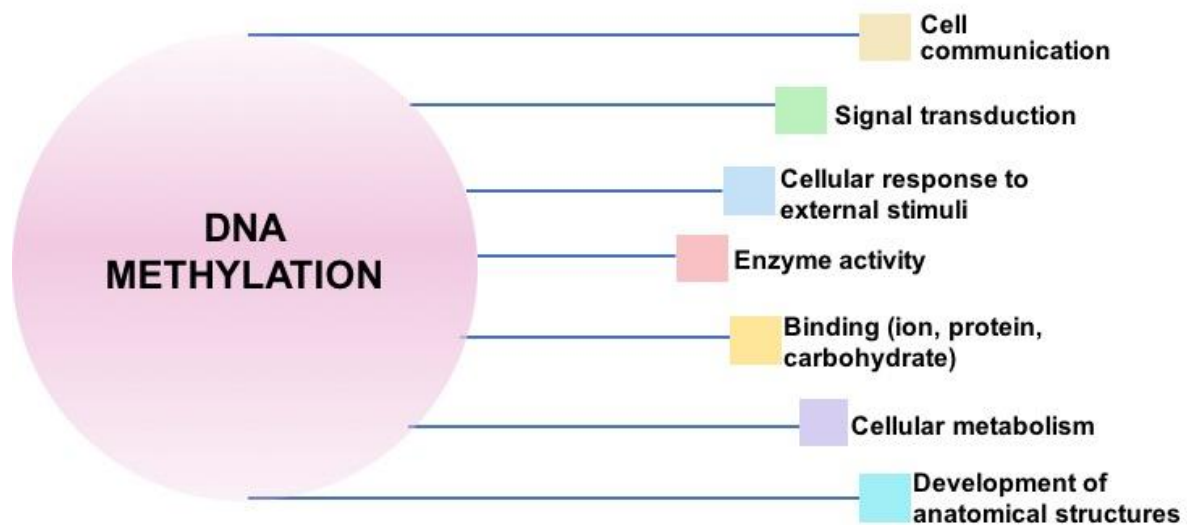 DNA
METHYLATION
Cell
communication
Signal transduction
Cellular response to
external stimuli
Enzyme activity
Binding (ion, protein,
carbohydrate)
Cellular metabolism
Development of
anatomical structures